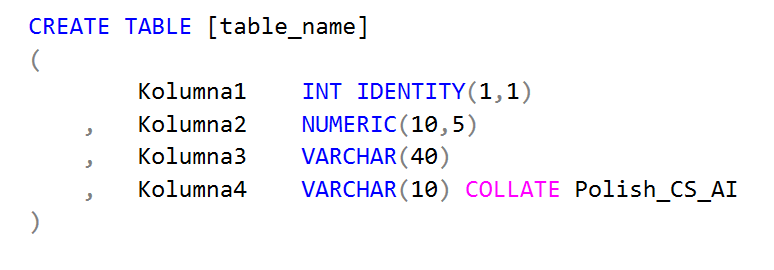 CREATE TABLE [table_name]
(
Kolumna1 INT IDENTITY(1,1)
, Kolumna2 NUMERIC(10,5)
, Kolumna3 VARCHAR(40)
, Kolumna4 VARCHAR(10) COLLATE Polish_CS_AI
)